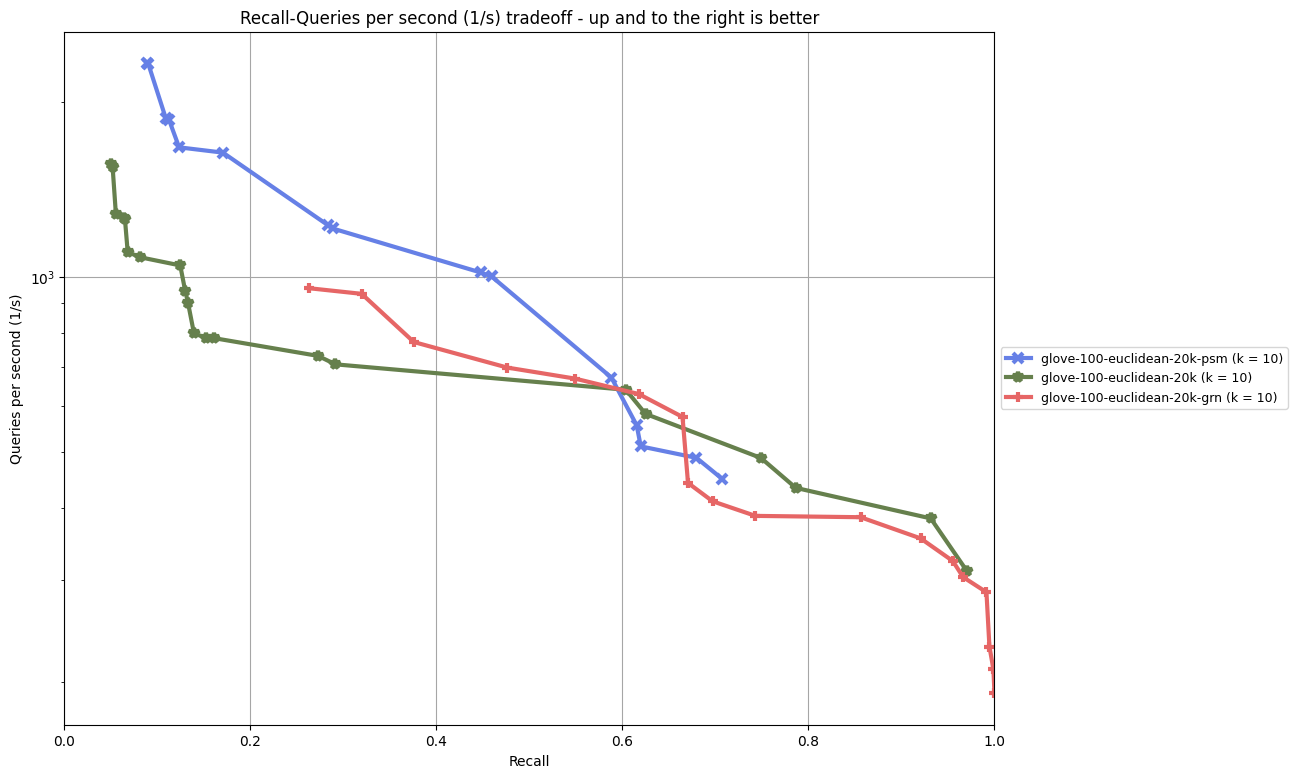 Recall-Queries per second (1/s) tradeoff - up and to the right is better
Queries per second (1/s)
10³
glove-100-euclidean-20k-psm (k = 10)
glove-100-euclidean-20k (k = 10)
glove-100-euclidean-20k-grn (k = 10)
0.0 0.2 0.4 0.6 0.8 1.0
Recall